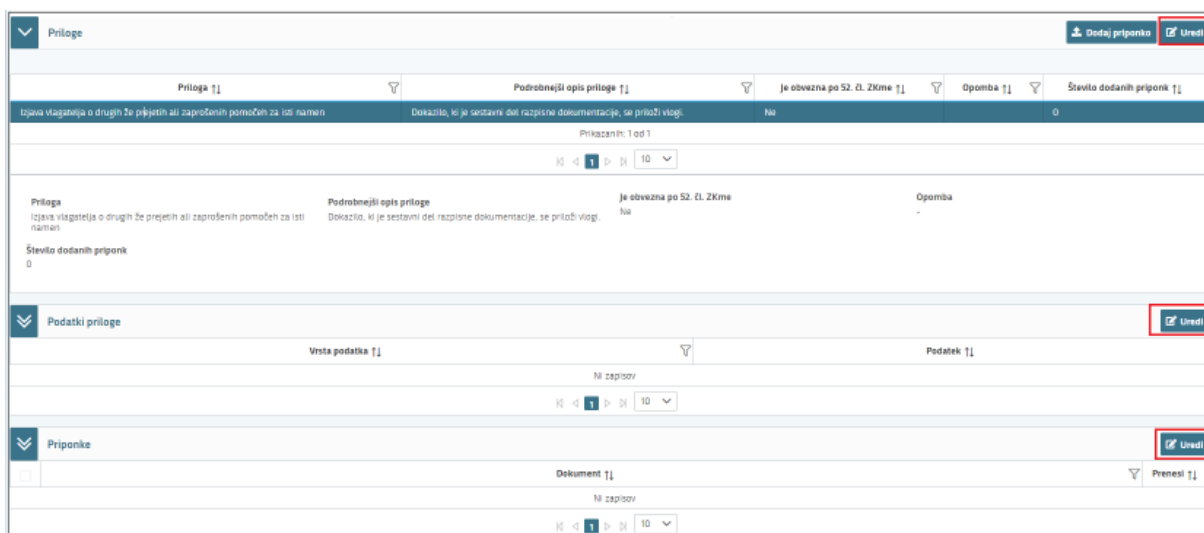 Priloge
Dodaj priponko
Uredi
Priloga
Podrobnejši opis priloge
Je obvezna po 52. čl. ZKme
Opomba
Število dodanih priponk
Izjava vlagatelja o drugih že prejetih ali zaprošenih pomočeh za isti namen
Dokazilo, ki je sestavni del razpisne dokumentacije, se priloži vlogi.
Ne
0
Prikazanih: 1 od 1
1
10
Priloga
Izjava vlagatelja o drugih že prejetih ali zaprošenih pomočeh za isti
namen
Podrobnejši opis priloge
Dokazilo, ki je sestavni del razpisne dokumentacije, se priloži vlogi.
Je obvezna po 52. čl. ZKme
Ne
Opomba
-
Število dodanih priponk
0
Podatki priloge
Uredi
Vrsta podatka
Podatek
Ni zapisov
1
10
Priponke
Uredi
Dokument
Prenesi
Ni zapisov
1
10